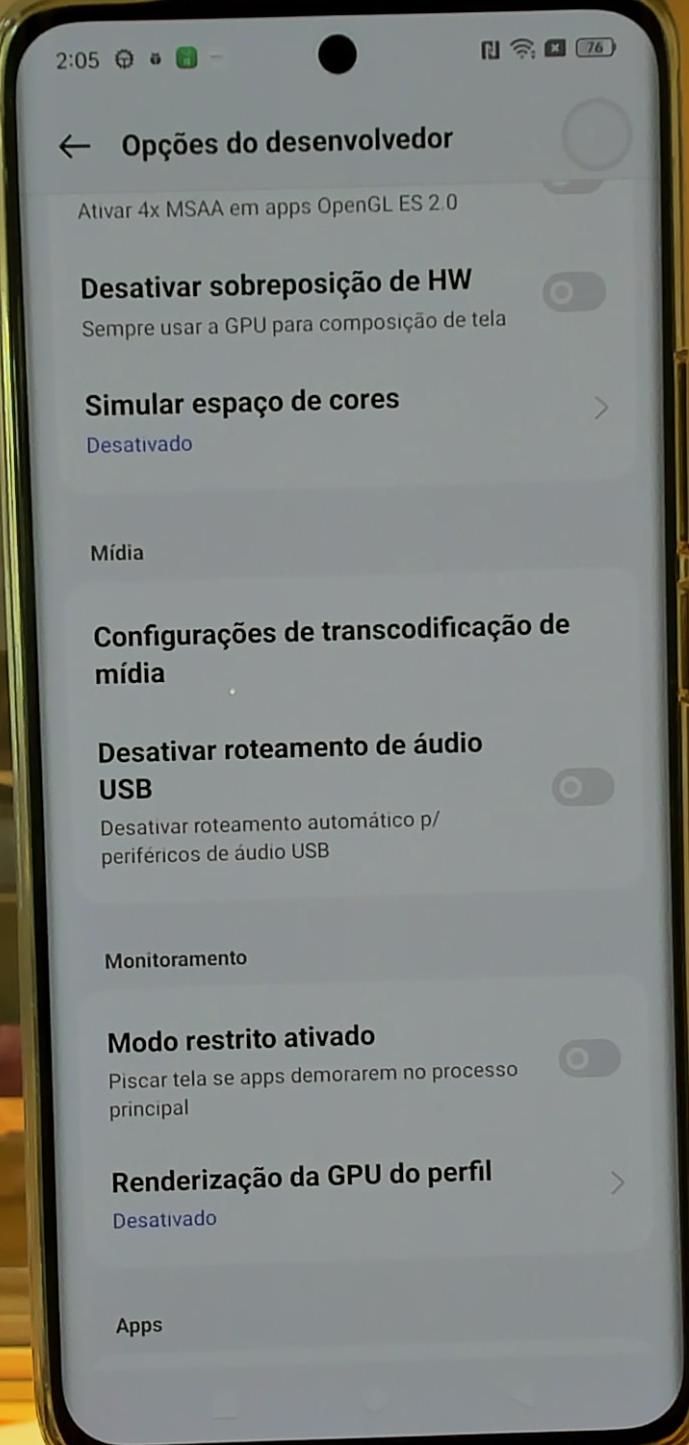 2:05
76
Opções do desenvolvedor
Ativar 4x MSAA em apps OpenGL ES 2.0
Desativar sobreposição de HW
Sempre usar a GPU para composição de tela
Simular espaço de cores
Desativado
Mídia
Configurações de transcodificação de
mídia
Desativar roteamento de áudio
USB
Desativar roteamento automático p/
periféricos de áudio USB
Monitoramento
Modo restrito ativado
Piscar tela se apps demorarem no processo
principal
Renderização da GPU do perfil
Desativado
Apps